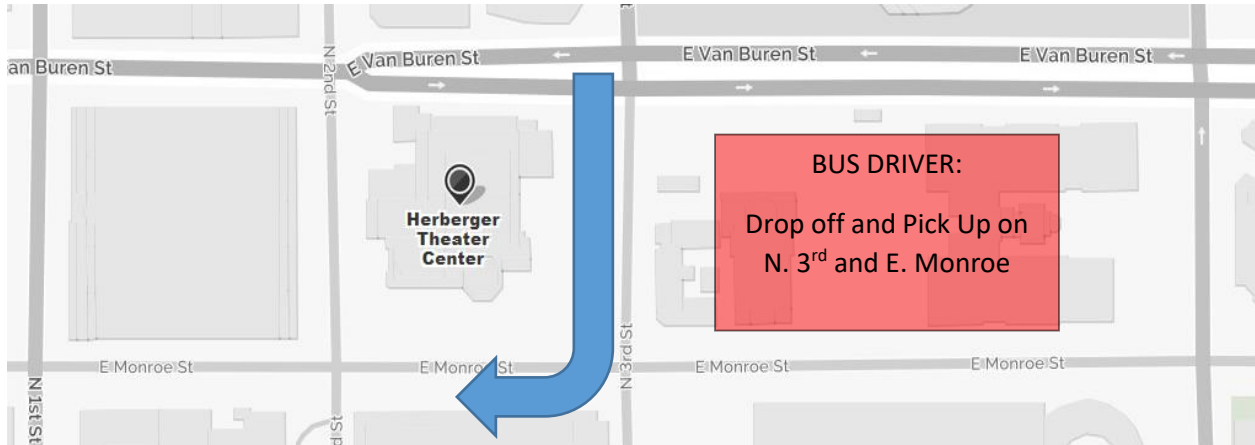 E Van Buren St
E Van Buren St
E Van Buren St
an Buren St
N 2nd St
BUS DRIVER:
Drop off and Pick Up on
N. 3rd and E. Monroe
Herberger
Theater
Center
N 3rd St
E Monroe St
E Monro St
E Monroe St
E Monroe St
N 1st St